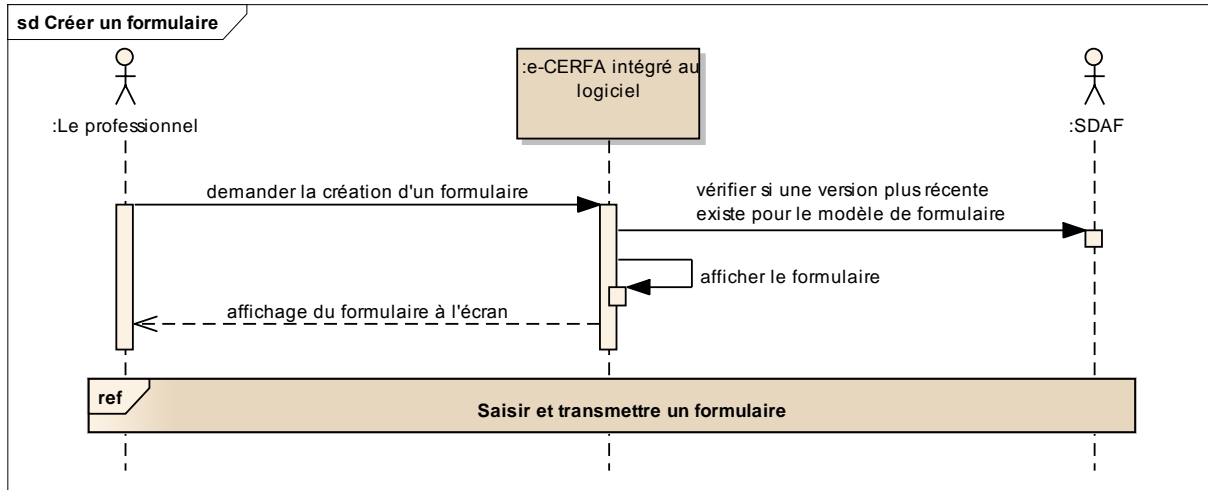 sd Créer un formulaire
:Le professionnel
:e-CERFA intégré au
logiciel
:SDAF
demander la création d'un formulaire
vérifier si une version plus récente
existe pour le modèle de formulaire
afficher le formulaire
affichage du formulaire à l'écran
ref
Saisir et transmettre un formulaire